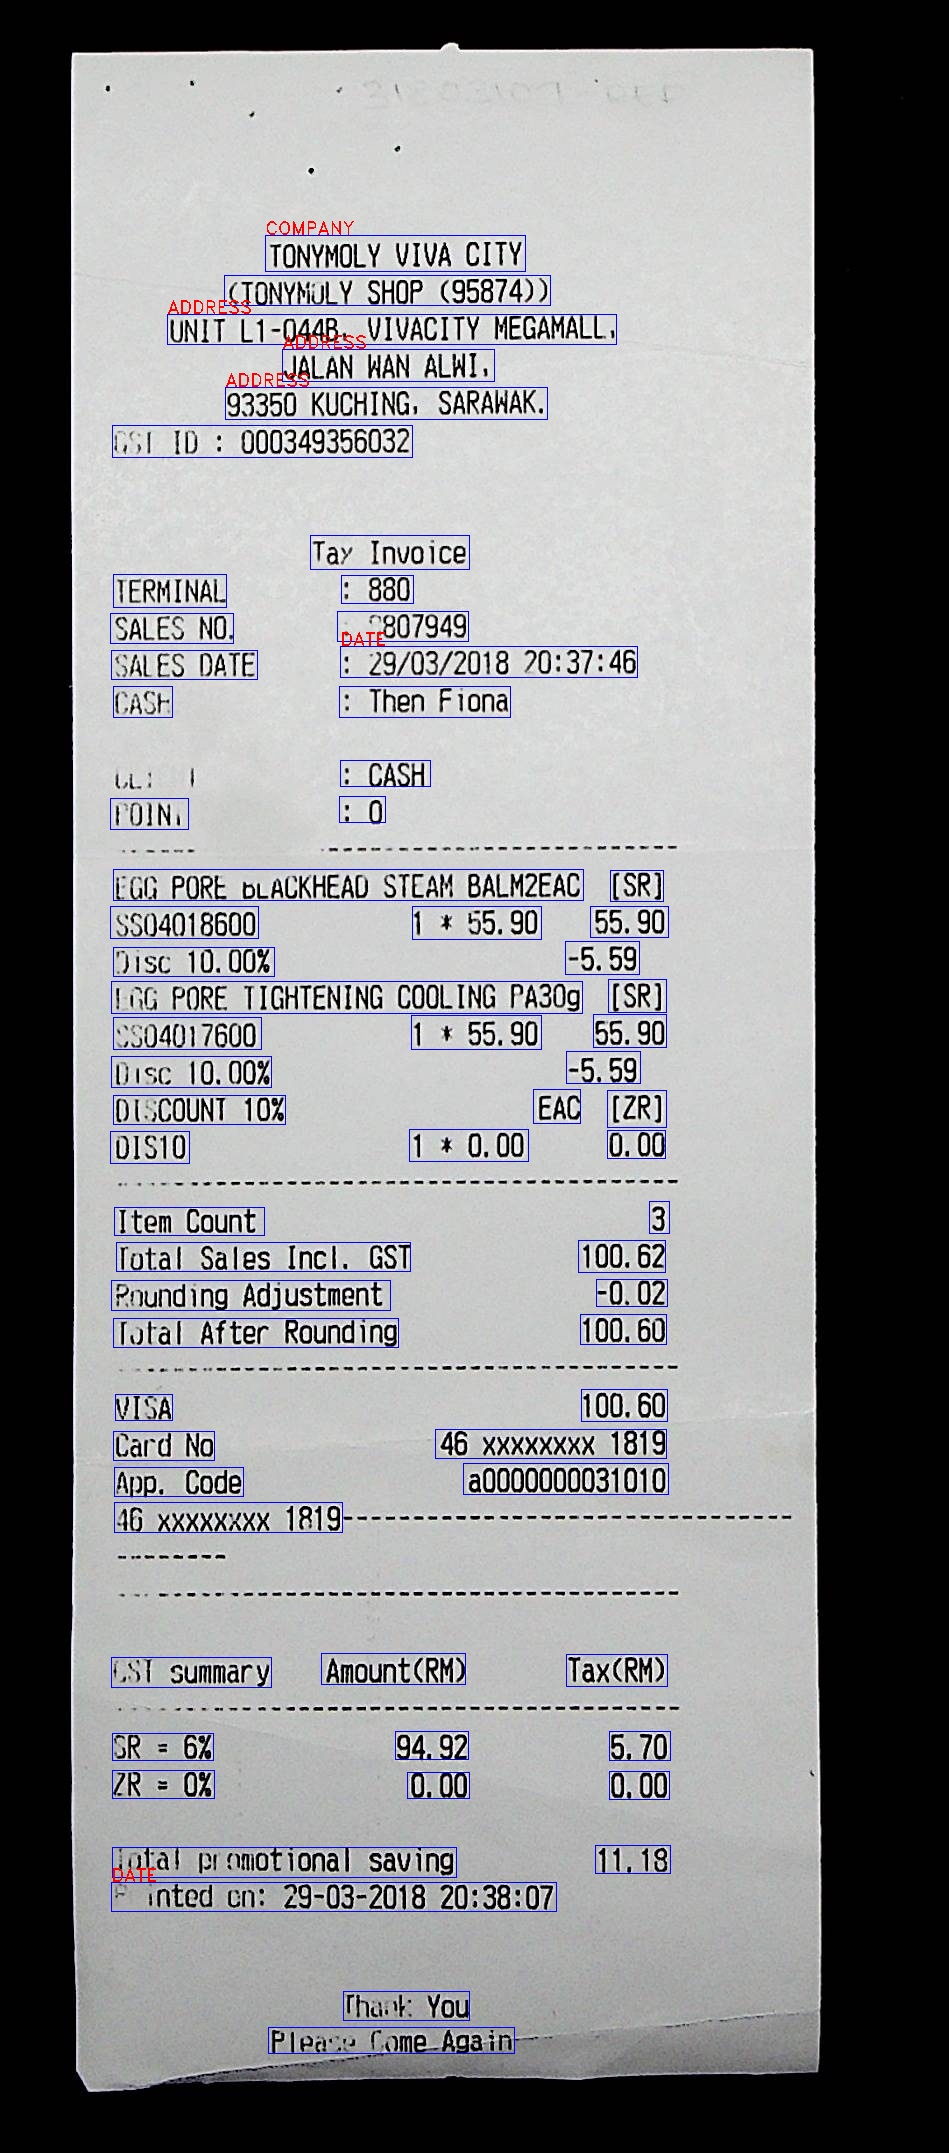 COMPANY
TONYMOLY VIVA CITY
(TONYMOLY SHOP (95874))
ADDRESS
UNIT L1-044B, VIVACITY MEGAMALL,
ADDRESS
JALAN WAN ALWI,
ADDRESS
93350 KUCHING, SARAWAK.
GST ID : 000349356032
Tax Invoice
TERMINAL : 880
SALES NO. 807949
DATE
SALES DATE : 29/03/2018 20:37:46
CASH : Then Fiona
: CASH
POINT : 0
EGG PORE BLACKHEAD STEAM BALM2EAC [SR]
SS04018600 1 * 55.90 55.90
Disc 10.00% -5.59
EGG PORE TIGHTENING COOLING PA30g [SR]
SS04017600 1 * 55.90 55.90
Disc 10.00% -5.59
DISCOUNT 10% EAC [ZR]
DIS10 1 * 0.00 0.00
Item Count 3
Total Sales Incl. GST 100.62
Rounding Adjustment -0.02
Total After Rounding 100.60
VISA 100.60
Card No 46 xxxxxxxx 1819
App. Code a0000000031010
46 xxxxxxxx 1819--------------------------------
--------
GST summary Amount(RM) Tax(RM)
SR = 6% 94.92 5.70
ZR = 0% 0.00 0.00
Total promotional saving 11.18
DATE
Printed on: 29-03-2018 20:38:07
Thank You
Please Come Again